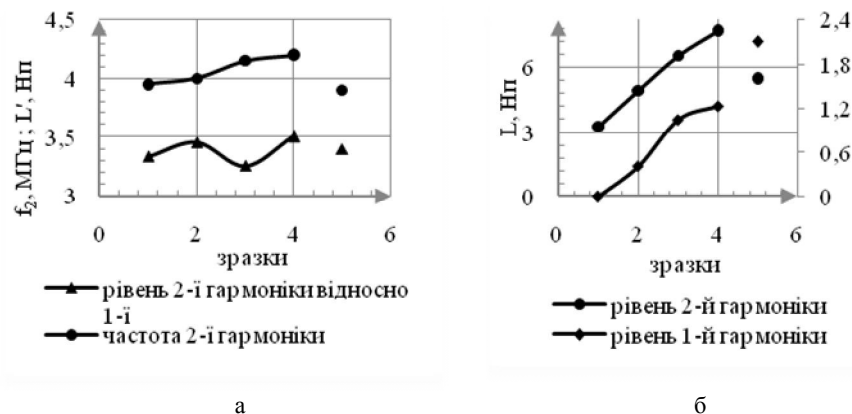 4,5
4
3,5
3
f₂, МГц ; L', Нп
0 2 4 6
зразки
рівень 2-ї гармоніки відносно
1-ї
частота 2-ї гармоніки
а
6
3
0
L, Нп
2,4
1,8
1,2
0,6
0
0 2 4 6
зразки
рівень 2-й гармоніки
рівень 1-й гармоніки
б